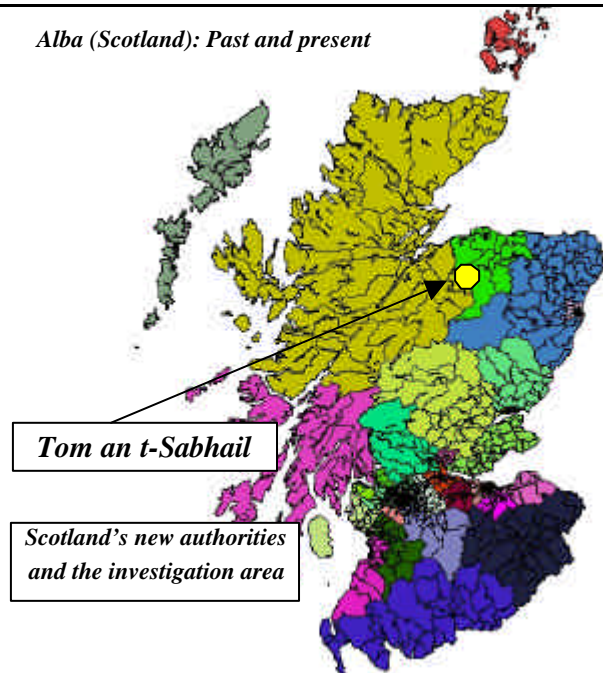 Alba (Scotland): Past and present
Tom an t-Sabhail
Scotland's new authorities
and the investigation area